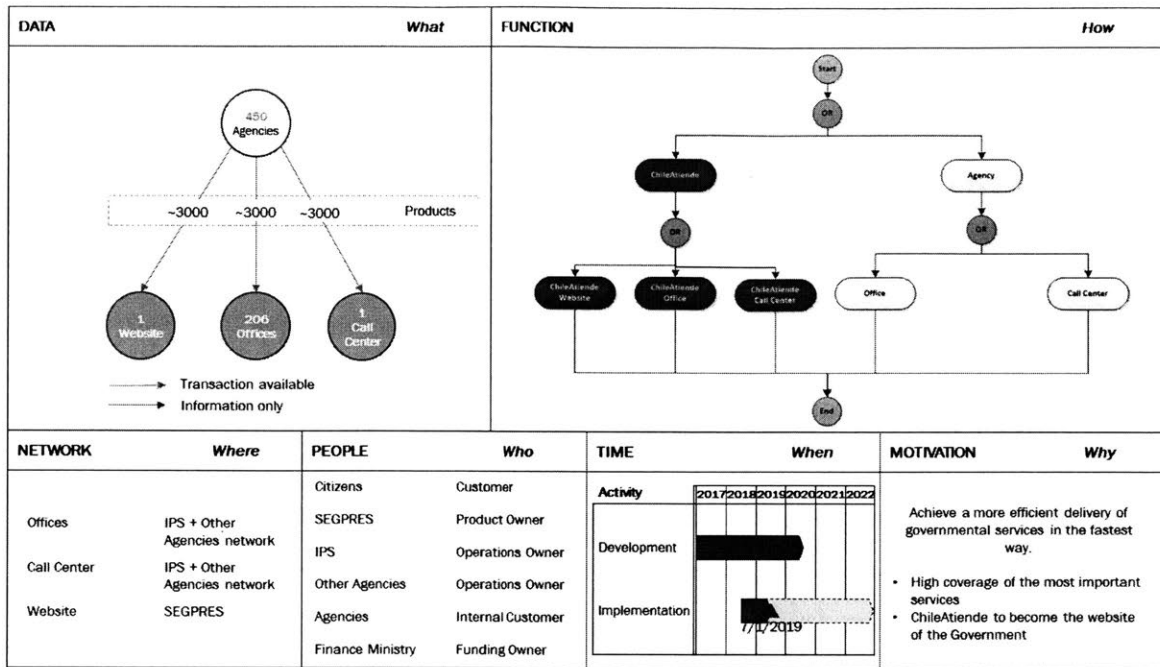 DATA What
450
Agencies
~3000 ~3000 ~3000 Products
1
Website
206
Offices
1
Call
Center
Transaction available
Information only
FUNCTION How
Start
OR
ChileAtiende
Agency
OR
OR
ChileAtiende
Website
ChileAtiende
Office
ChileAtiende
Call Center
Office
Call Center
End
NETWORK Where
Offices IPS + Other
Agencies network
Call Center IPS + Other
Agencies network
Website SEGPRES
PEOPLE Who
Citizens Customer
SEGPRES Product Owner
IPS Operations Owner
Other Agencies Operations Owner
Agencies Internal Customer
Finance Ministry Funding Owner
TIME When
Activity 2017 2018 2019 2020 2021 2022
Development
Implementation
7/1/2019
MOTIVATION Why
Achieve a more efficient delivery of
governmental services in the fastest
way.
• High coverage of the most important
services
• ChileAtiende to become the website
of the Government